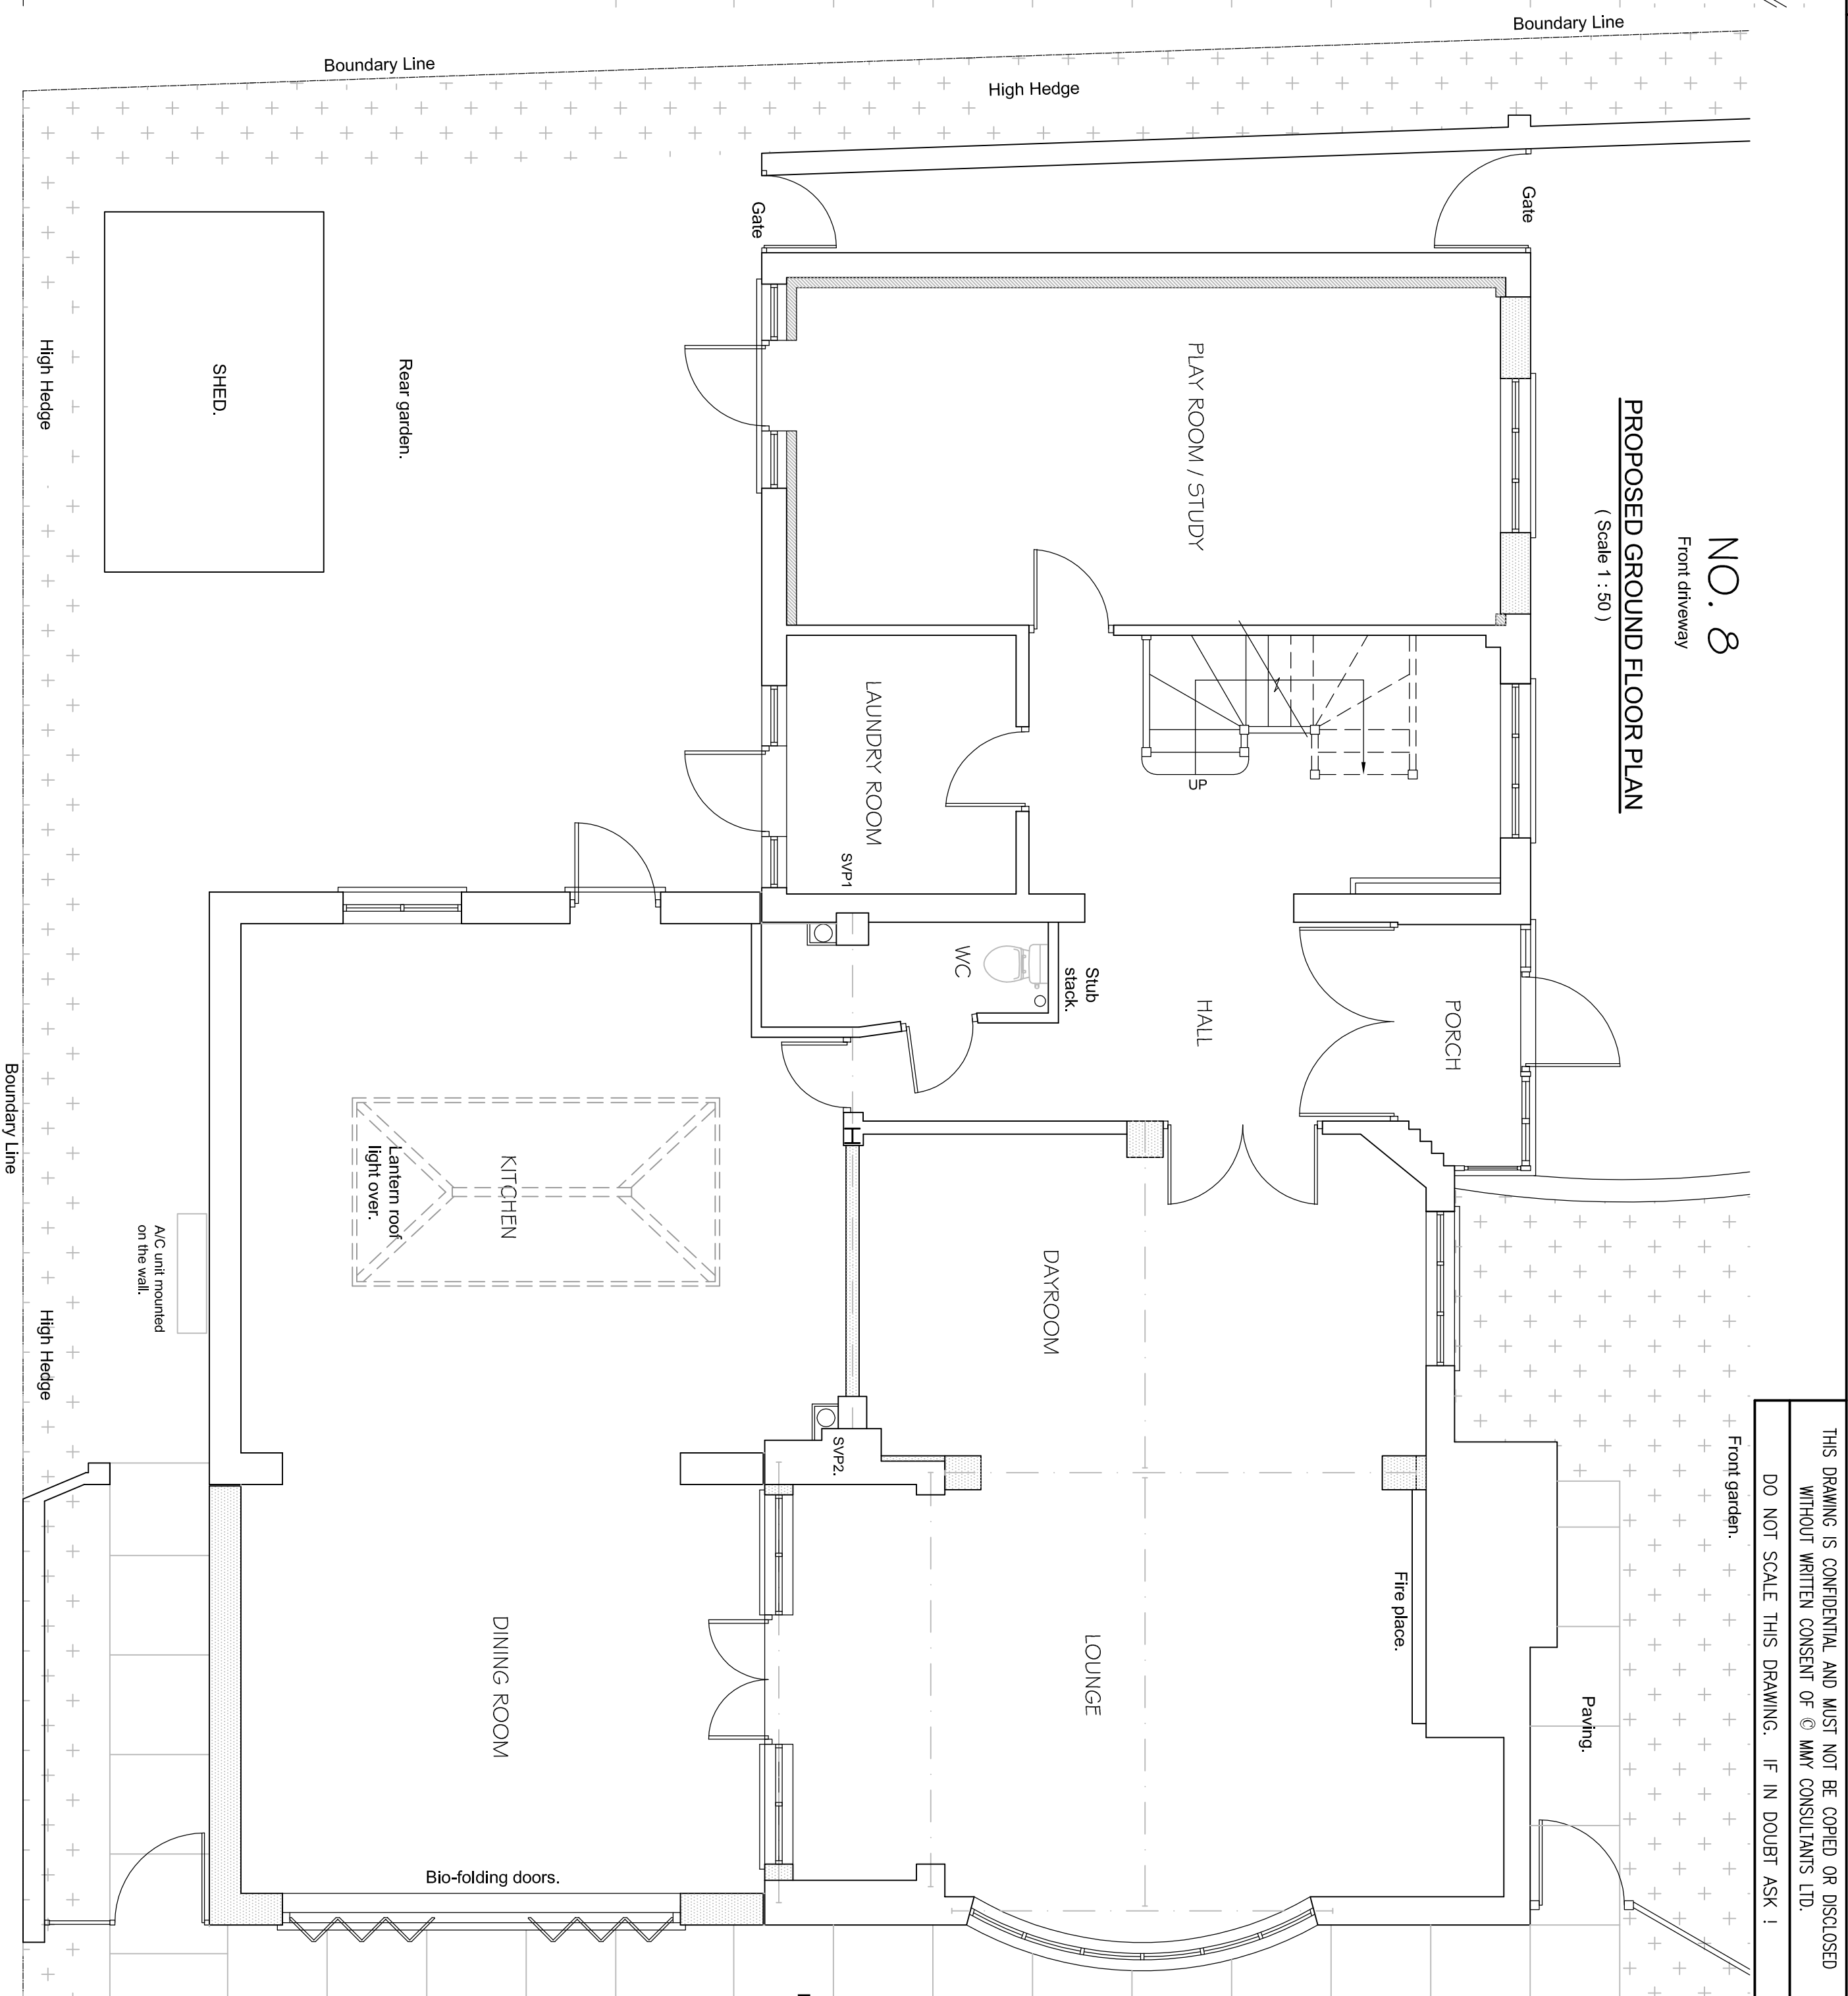 THIS DRAWING IS CONFIDENTIAL AND MUST NOT BE COPIED OR DISCLOSED
WITHOUT WRITTEN CONSENT OF © MMY CONSULTANTS LTD.
DO NOT SCALE THIS DRAWING. IF IN DOUBT ASK !
NO. 8
Front driveway
PROPOSED GROUND FLOOR PLAN
( Scale 1 : 50 )
Boundary Line
Boundary Line
High Hedge
Gate
Gate
Front garden.
Paving.
Fire place.
PORCH
HALL
UP
PLAY ROOM / STUDY
Stub
stack.
WC
LAUNDRY ROOM
SVP1
DAYROOM
LOUNGE
SVP2.
KITCHEN
Lantern roof
light over.
DINING ROOM
Bio-folding doors.
Rear garden.
SHED.
A/C unit mounted
on the wall.
High Hedge
High Hedge
Boundary Line